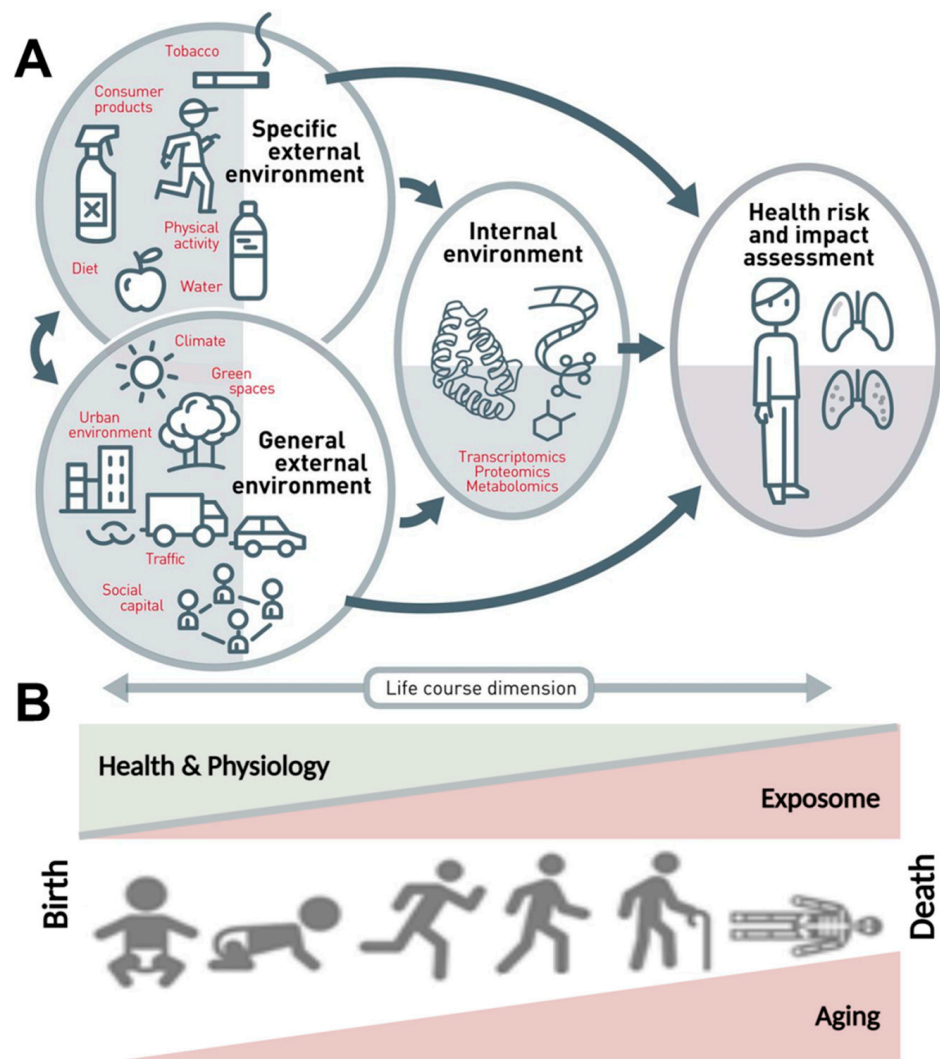 A
Tobacco
Consumer
products
Specific
external
environment
Physical
activity
Diet
Water
Climate
Green
spaces
Urban
environment
General
external
environment
Traffic
Social
capital
Internal
environment
Transcriptomics
Proteomics
Metabolomics
Health risk
and impact
assessment
Life course dimension
B
Health & Physiology
Exposome
Birth
Death
Aging